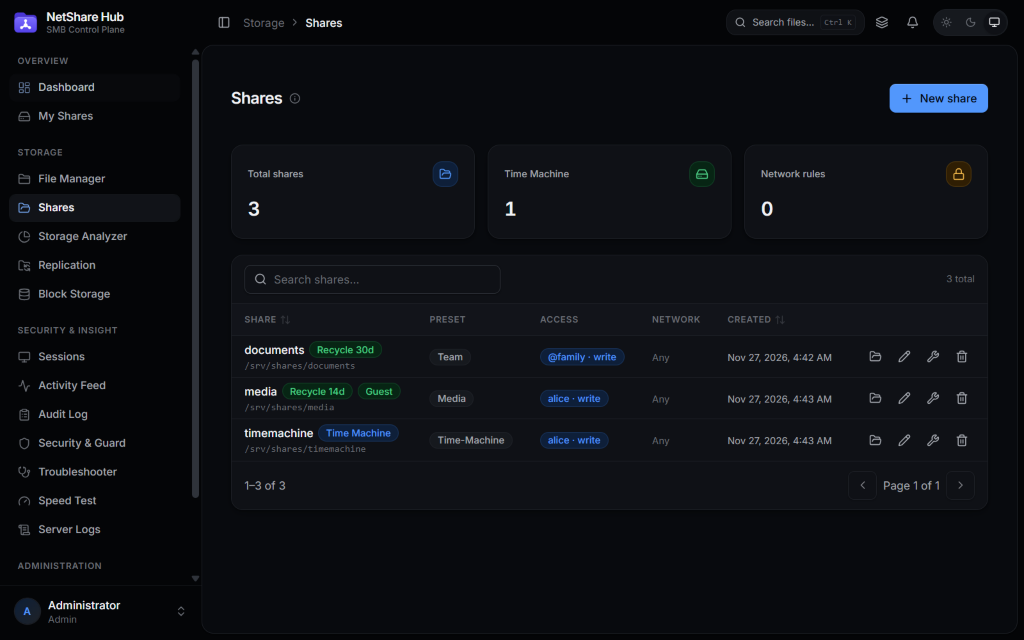 NetShare Hub
SMB Control Plane
OVERVIEW
Dashboard
My Shares
STORAGE
File Manager
Shares
Storage Analyzer
Replication
Block Storage
SECURITY & INSIGHT
Sessions
Activity Feed
Audit Log
Security & Guard
Troubleshooter
Speed Test
Server Logs
ADMINISTRATION
A
Administrator
Admin
Storage > Shares
Search files... Ctrl K
Shares
+ New share
Total shares
3
Time Machine
1
Network rules
0
Search shares...
3 total
SHARE PRESET ACCESS NETWORK CREATED
documents Recycle 30d Team @family · write Any Nov 27, 2026, 4:42 AM
/srv/shares/documents
media Recycle 14d Guest Media alice · write Any Nov 27, 2026, 4:43 AM
/srv/shares/media
timemachine Time Machine Time-Machine alice · write Any Nov 27, 2026, 4:43 AM
/srv/shares/timemachine
1–3 of 3
Page 1 of 1